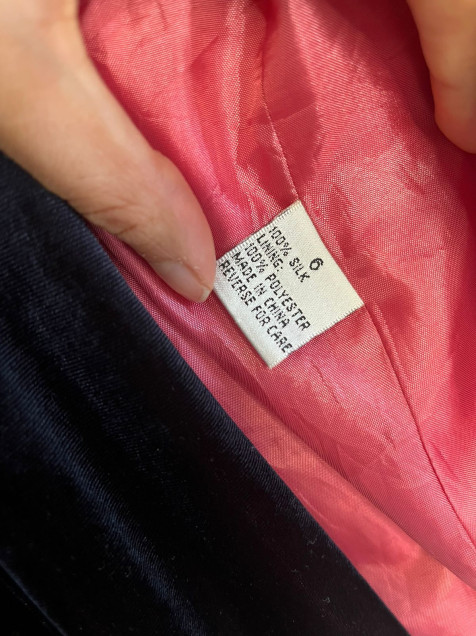 6
100% SILK
LINING:
100% POLYESTER
MADE IN CHINA
REVERSE FOR CARE